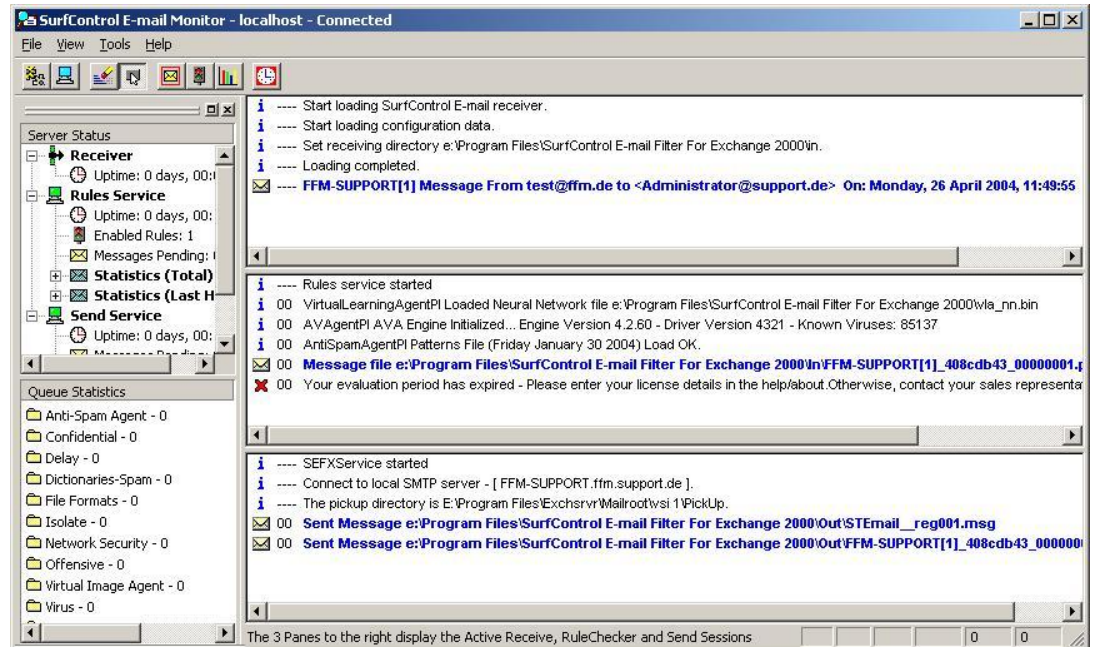 SurfControl E-mail Monitor - localhost - Connected
File View Tools Help
Server Status
Receiver
Uptime: 0 days, 00:
Rules Service
Uptime: 0 days, 00:
Enabled Rules: 1
Messages Pending:
Statistics (Total)
Statistics (Last H
Send Service
Uptime: 0 days, 00:
Queue Statistics
Anti-Spam Agent - 0
Confidential - 0
Delay - 0
Dictionaries-Spam - 0
File Formats - 0
Isolate - 0
Network Security - 0
Offensive - 0
Virtual Image Agent - 0
Virus - 0
i ---- Start loading SurfControl E-mail receiver.
i ---- Start loading configuration data.
i ---- Set receiving directory e:\Program Files\SurfControl E-mail Filter For Exchange 2000\in.
i ---- Loading completed.
---- FFM-SUPPORT[1] Message From test@ffm.de to <Administrator@support.de> On: Monday, 26 April 2004, 11:49:55
i ---- Rules service started
i 00 VirtualLearningAgentPI Loaded Neural Network file e:\Program Files\SurfControl E-mail Filter For Exchange 2000\vla_nn.bin
i 00 AVAgentPI AVA Engine Initialized... Engine Version 4.2.60 - Driver Version 4321 - Known Viruses: 85137
i 00 AntiSpamAgentPI Patterns File (Friday January 30 2004) Load OK.
00 Message file e:\Program Files\SurfControl E-mail Filter For Exchange 2000\In\FFM-SUPPORT[1]_408cdb43_00000001.p
00 Your evaluation period has expired - Please enter your license details in the help/about.Otherwise, contact your sales representa
i ---- SEFXService started
i ---- Connect to local SMTP server - [ FFM-SUPPORT.ffm.support.de ].
i ---- The pickup directory is E:\Program Files\Exchsrvr\Mailroot\vsi 1\PickUp.
00 Sent Message e:\Program Files\SurfControl E-mail Filter For Exchange 2000\Out\STEmail__reg001.msg
00 Sent Message e:\Program Files\SurfControl E-mail Filter For Exchange 2000\Out\FFM-SUPPORT[1]_408cdb43_000000
The 3 Panes to the right display the Active Receive, RuleChecker and Send Sessions 0 0